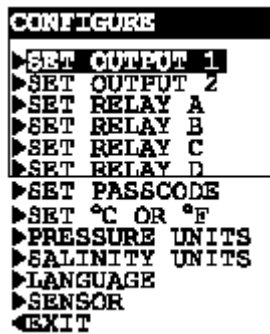 CONFIGURE
SET OUTPUT 1
SET OUTPUT 2
SET RELAY A
SET RELAY B
SET RELAY C
SET RELAY D
SET PASSCODE
SET °C OR °F
PRESSURE UNITS
SALINITY UNITS
LANGUAGE
SENSOR
EXIT